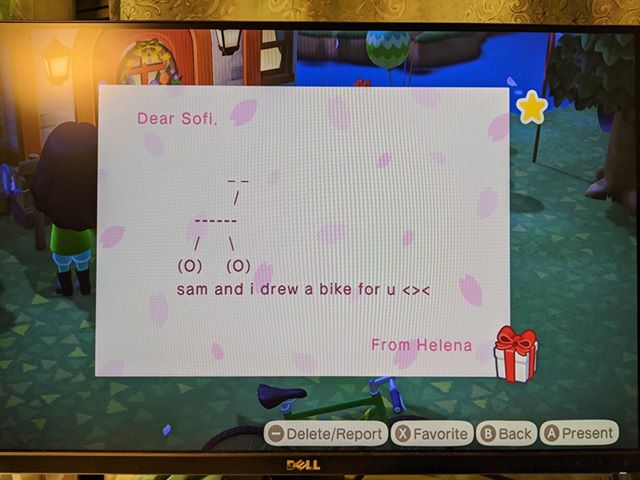 Dear Sofi,
_ _
/
------
/ \
(O) (O)
sam and i drew a bike for u <><
From Helena
− Delete/Report X Favorite B Back A Present
DELL